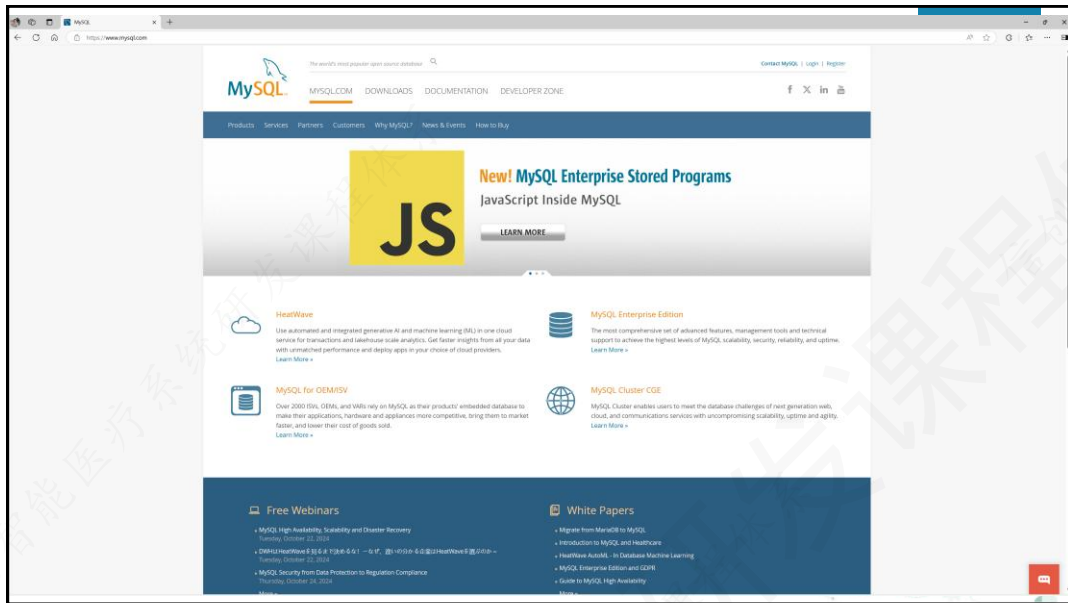 MySQL
https://www.mysql.com
The world's most popular open source database
Contact MySQL | Login | Register
MySQL
MYSQL.COM DOWNLOADS DOCUMENTATION DEVELOPER ZONE
Products Services Partners Customers Why MySQL? News & Events How to Buy
JS
New! MySQL Enterprise Stored Programs
JavaScript Inside MySQL
LEARN MORE
HeatWave
Use automated and integrated generative AI and machine learning (ML) in one cloud
service for transactions and lakehouse scale analytics. Get faster insights from all your data
with unmatched performance and deploy apps in your choice of cloud providers.
Learn More »
MySQL Enterprise Edition
The most comprehensive set of advanced features, management tools and technical
support to achieve the highest levels of MySQL scalability, security, reliability, and uptime.
Learn More »
MySQL for OEM/ISV
Over 2000 ISVs, OEMs, and VARs rely on MySQL as their products' embedded database to
make their applications, hardware and appliances more competitive, bring them to market
faster, and lower their cost of goods sold.
Learn More »
MySQL Cluster CGE
MySQL Cluster enables users to meet the database challenges of next generation web,
cloud, and communications services with uncompromising scalability, uptime and agility.
Learn More »
Free Webinars
MySQL High Availability, Scalability and Disaster Recovery
Tuesday, October 22, 2024
Tuesday, October 22, 2024
MySQL Security from Data Protection to Regulation Compliance
Thursday, October 24, 2024
More »
White Papers
Migrate from MariaDB to MySQL
Introduction to MySQL and Healthcare
HeatWave AutoML - In Database Machine Learning
MySQL Enterprise Edition and GDPR
Guide to MySQL High Availability
More »